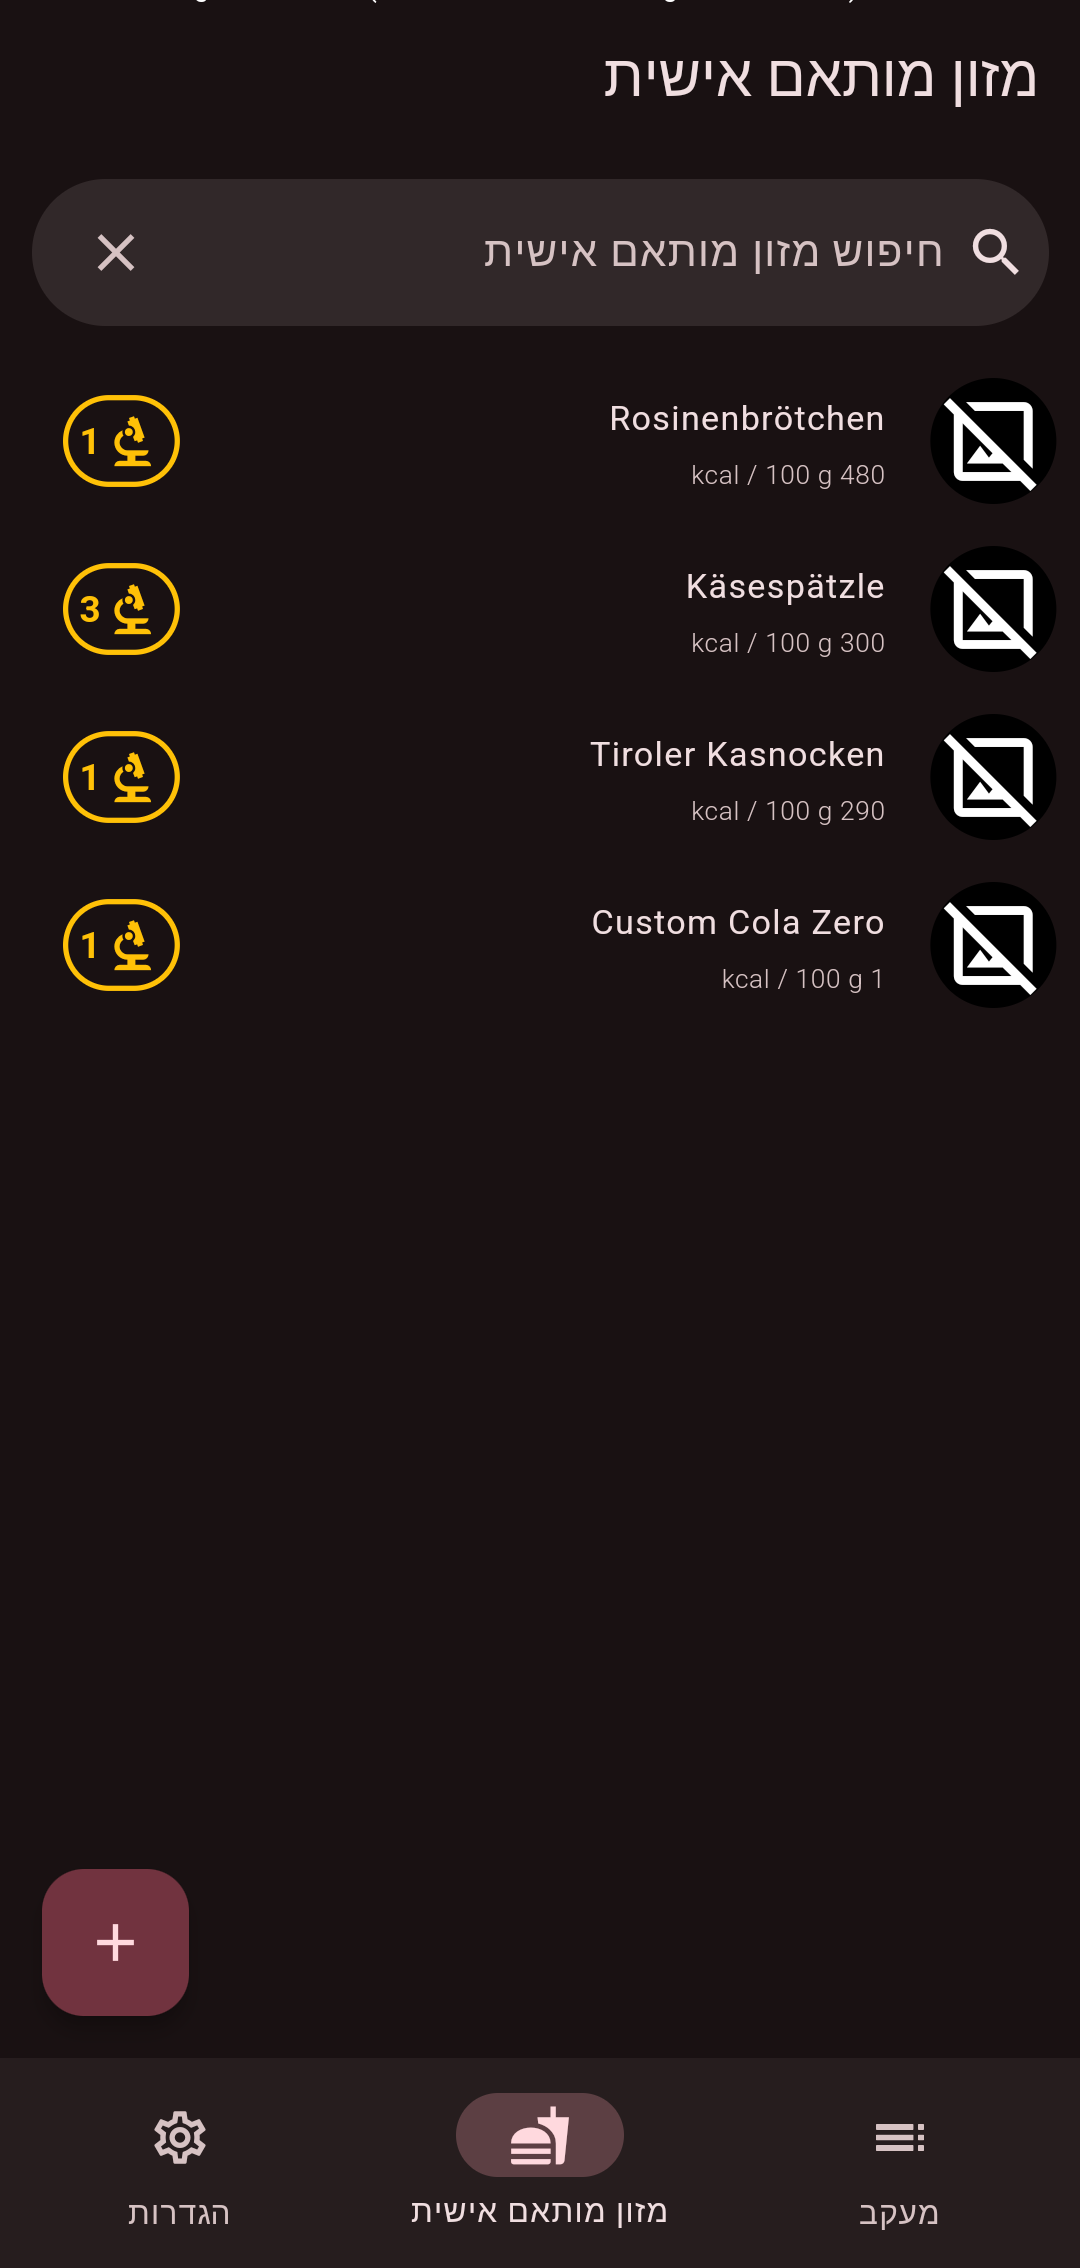 מזון מותאם אישית
חיפוש מזון מותאם אישית
Rosinenbrötchen
kcal / 100 g 480
1
Käsespätzle
kcal / 100 g 300
3
Tiroler Kasnocken
kcal / 100 g 290
1
Custom Cola Zero
kcal / 100 g 1
1
מעקב
מזון מותאם אישית
הגדרות